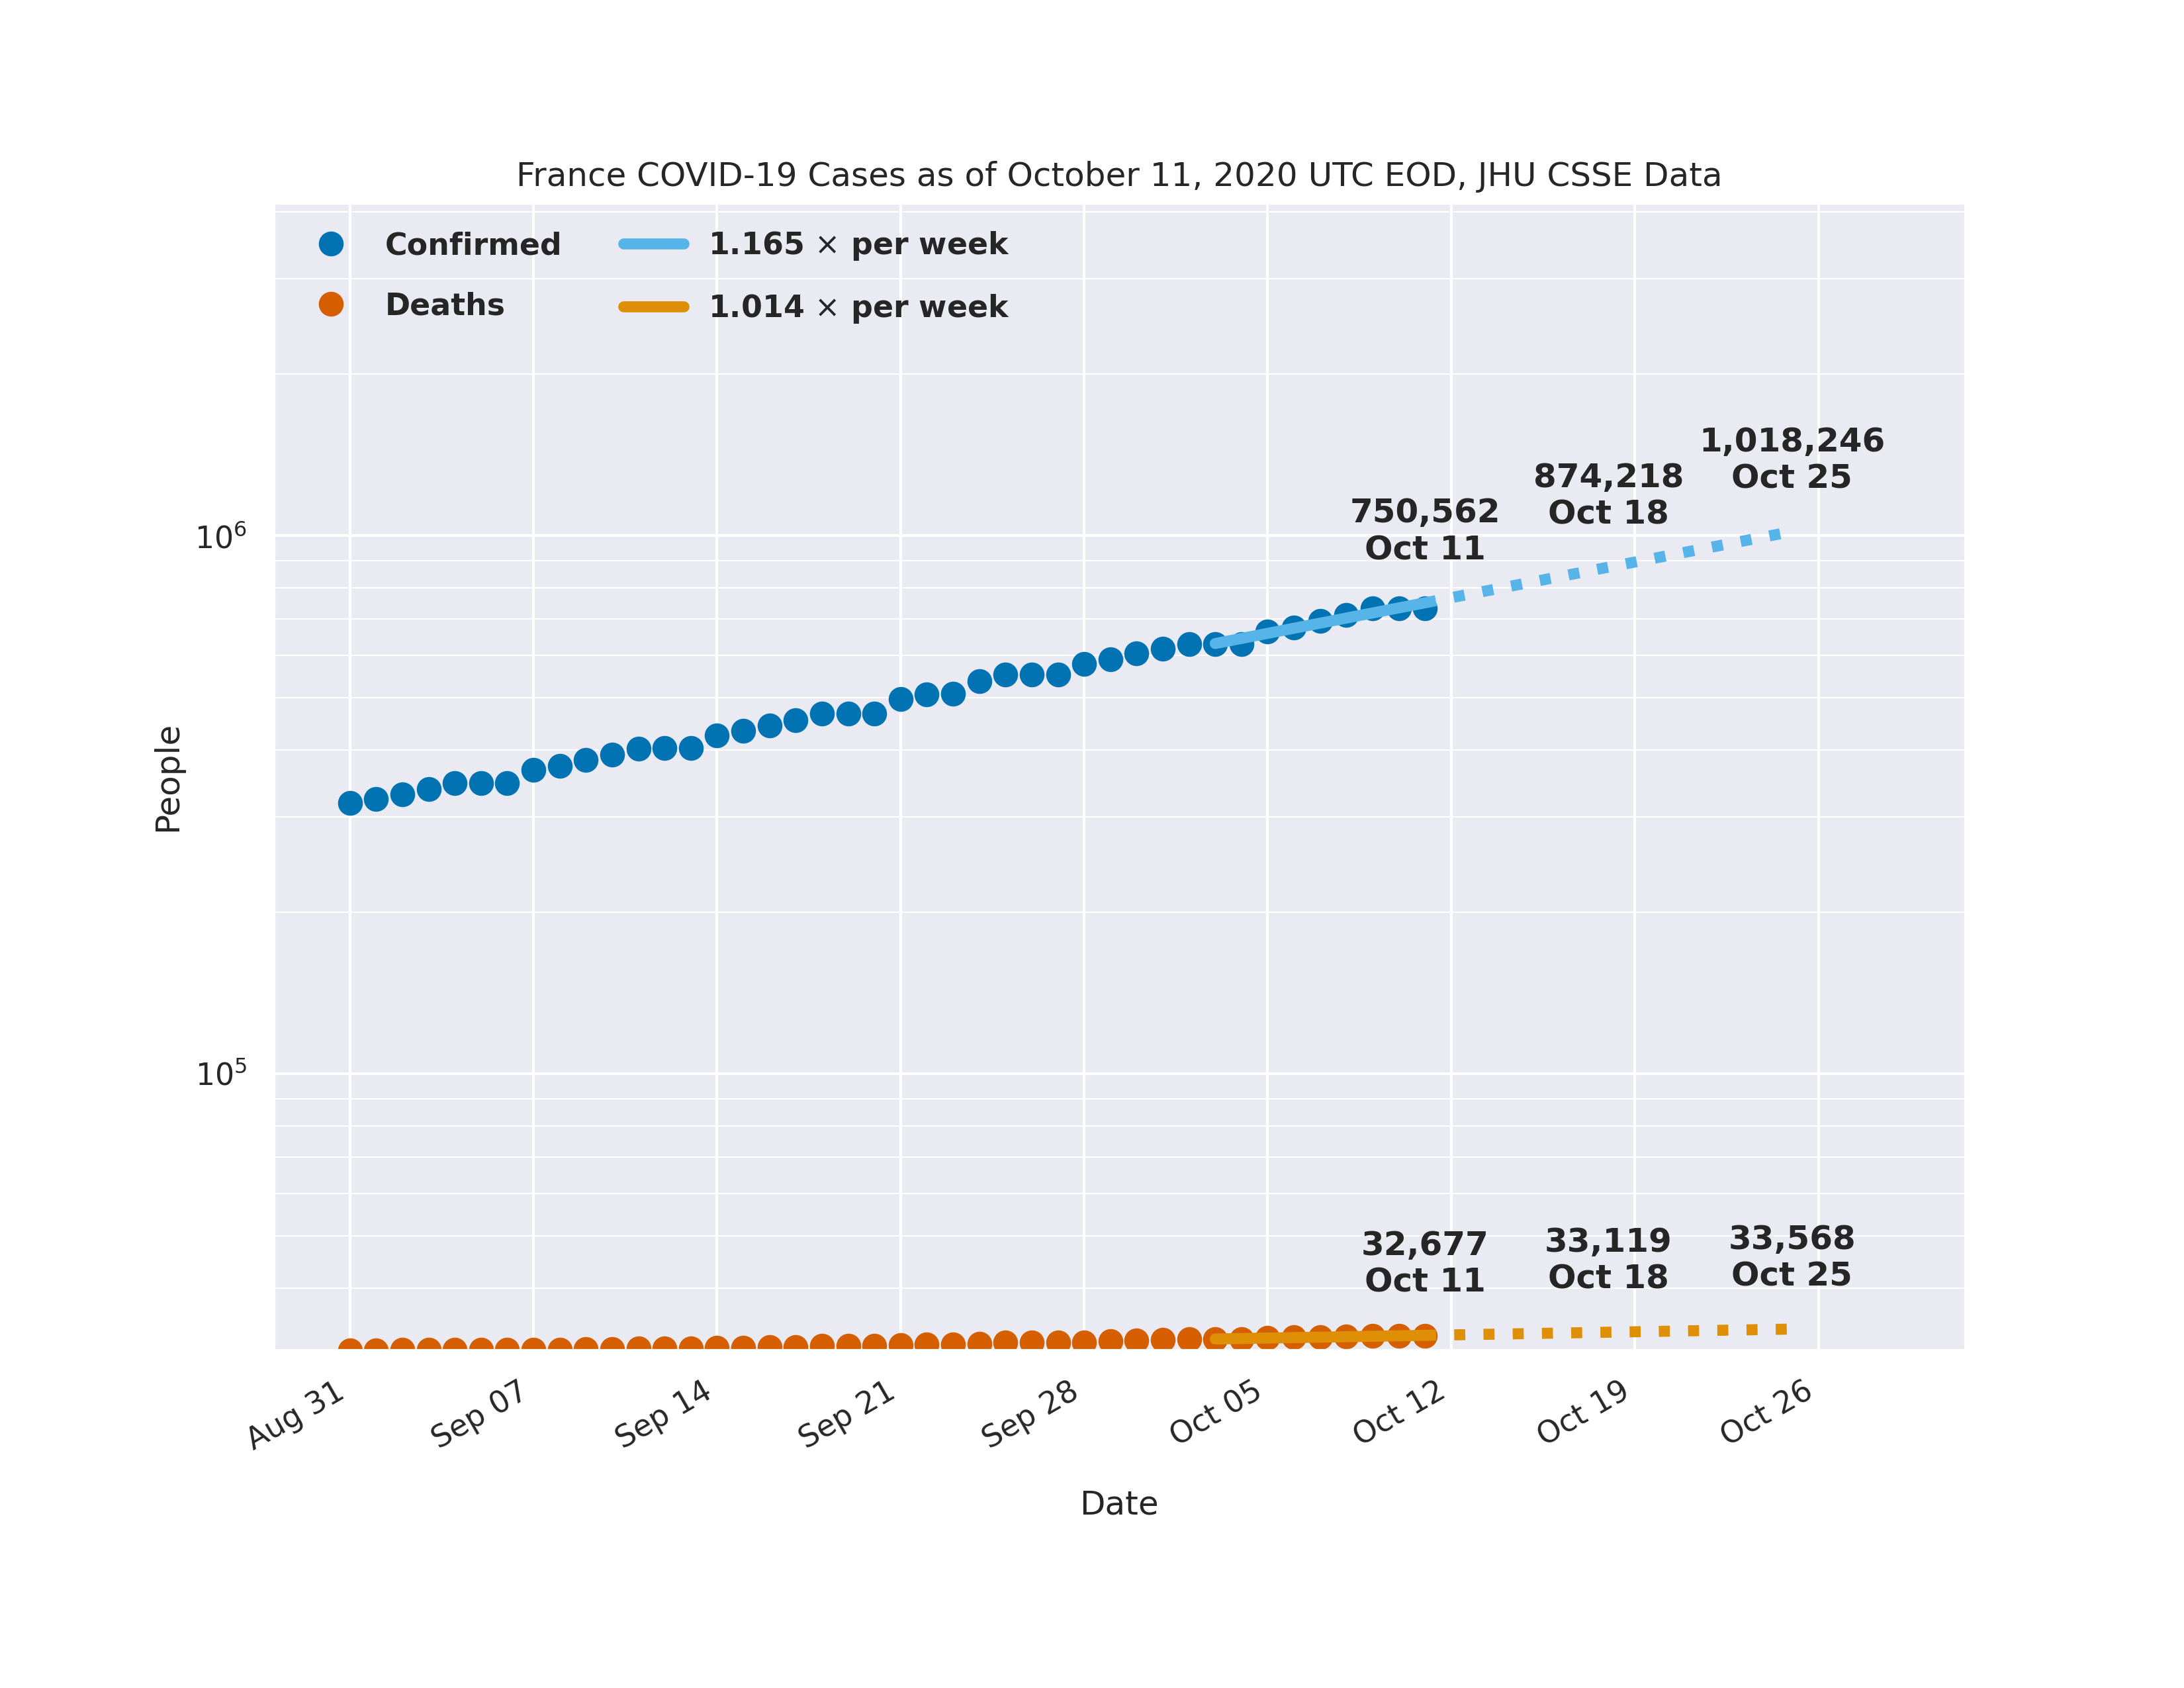 France COVID-19 Cases as of October 11, 2020 UTC EOD, JHU CSSE Data
Confirmed
Deaths
1.165 × per week
1.014 × per week
1,018,246
Oct 25
874,218
Oct 18
750,562
Oct 11
10⁶
10⁵
People
32,677
Oct 11
33,119
Oct 18
33,568
Oct 25
Aug 31
Sep 07
Sep 14
Sep 21
Sep 28
Oct 05
Oct 12
Oct 19
Oct 26
Date